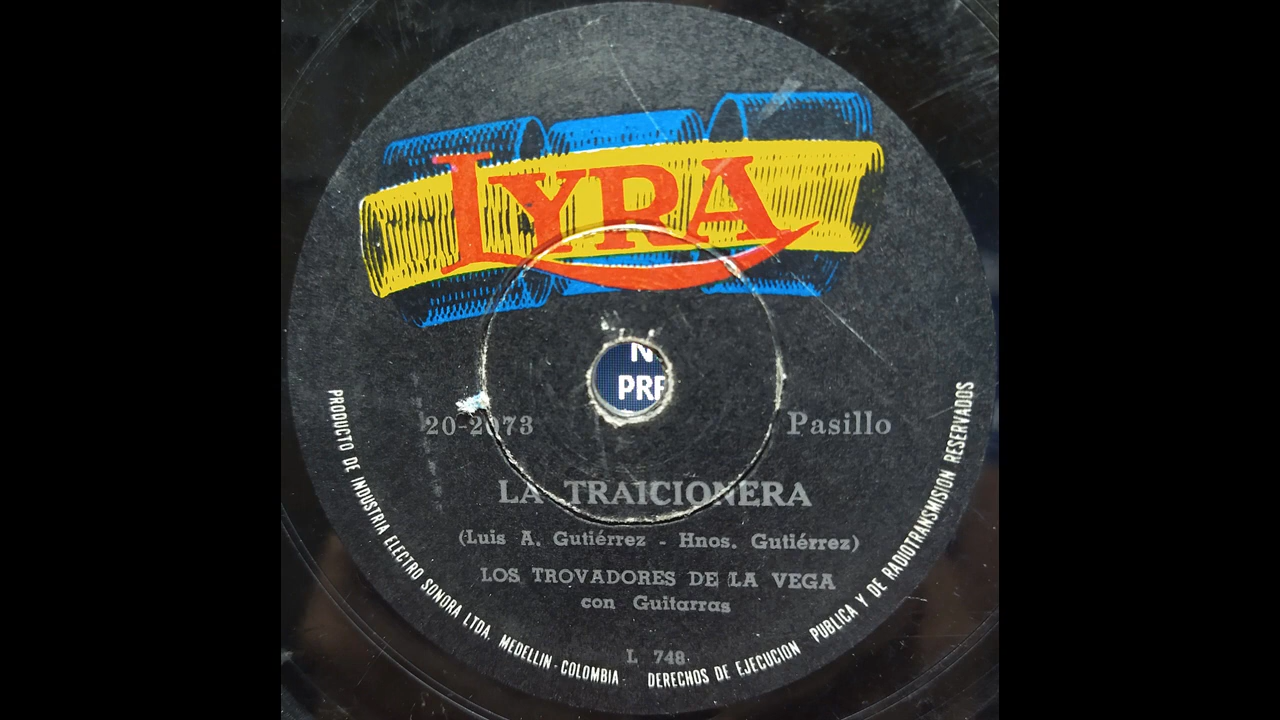 LYRA
N
PRF
20-2073
Pasillo
LA TRAICIONERA
(Luis A. Gutiérrez - Hnos. Gutiérrez)
LOS TROVADORES DE LA VEGA
con Guitarras
L 748
PRODUCTO DE INDUSTRIA ELECTRO SONORA LTDA. MEDELLIN - COLOMBIA DERECHOS DE EJECUCION PUBLICA Y DE RADIOTRANSMISION RESERVADOS